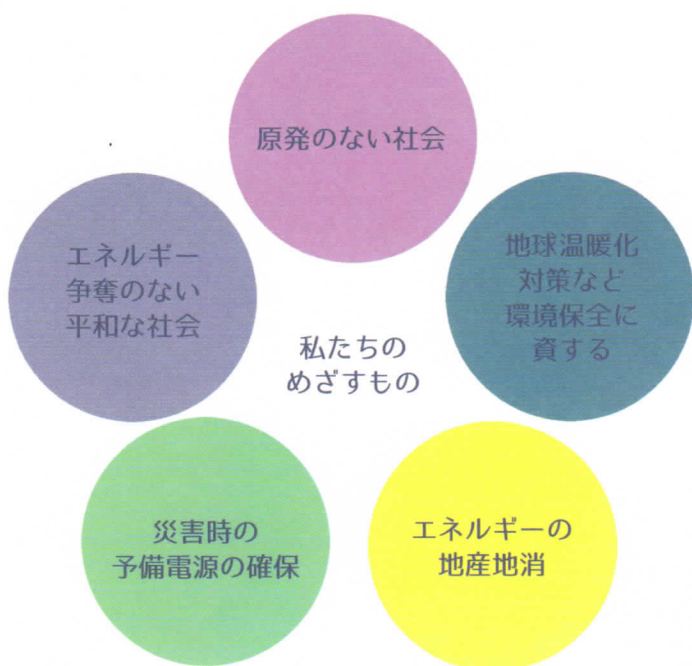 原発のない社会
地球温暖化
対策など
環境保全に
資する
エネルギーの
地産地消
災害時の
予備電源の確保
エネルギー
争奪のない
平和な社会
私たちの
めざすもの